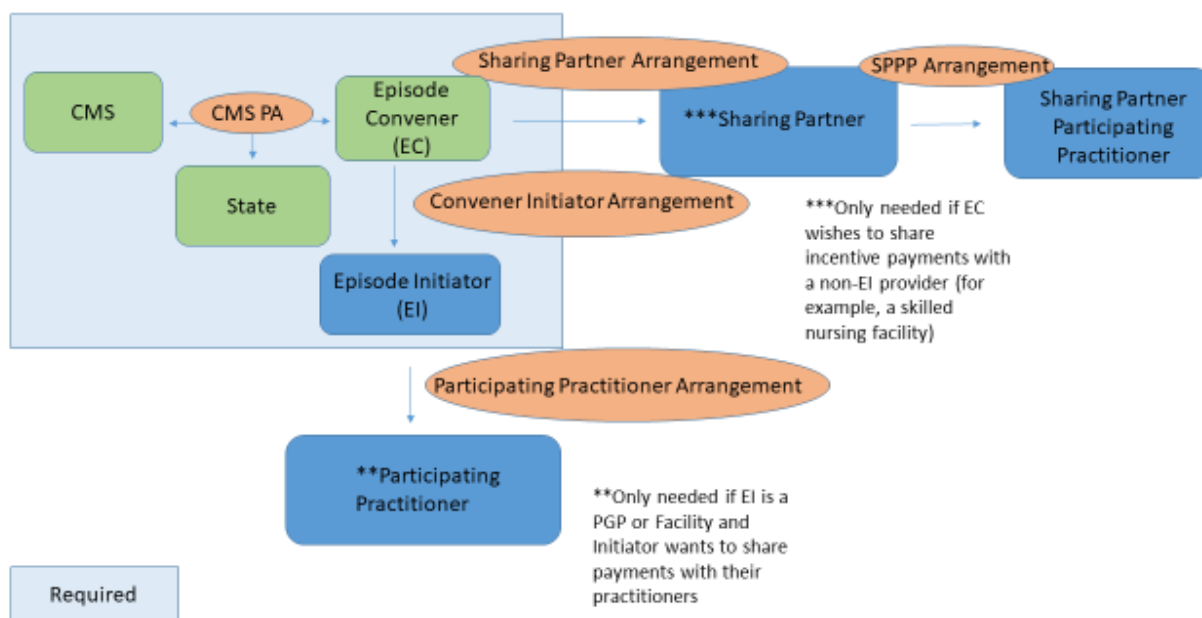 Sharing Partner Arrangement
SPPP Arrangement
CMS
CMS PA
Episode
Convener
(EC)
***Sharing Partner
Sharing Partner
Participating
Practitioner
State
Convener Initiator Arrangement
***Only needed if EC
wishes to share
incentive payments with
a non-EI provider (for
example, a skilled
nursing facility)
Episode Initiator
(EI)
Participating Practitioner Arrangement
**Participating
Practitioner
**Only needed if EI is a
PGP or Facility and
Initiator wants to share
payments with their
practitioners
Required